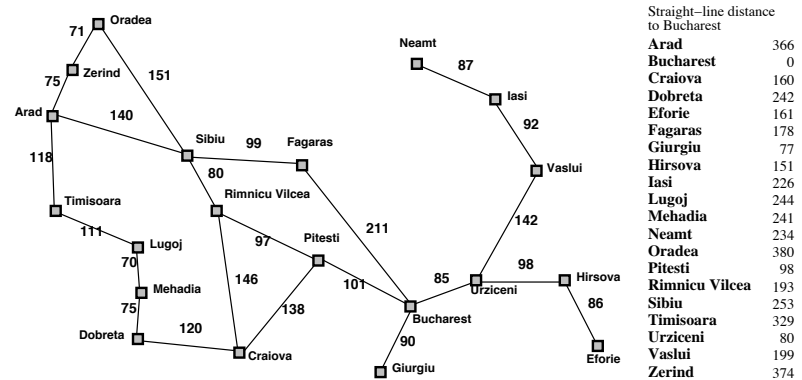 Oradea
71
Zerind
75
151
Arad
140
Sibiu
99
Fagaras
118
80
Timisoara
Rimnicu Vilcea
111
Lugoj
97
Pitesti
211
70
Mehadia
146
101
75
138
Dobreta
120
Craiova
Bucharest
90
Giurgiu
Neamt
87
Iasi
92
Vaslui
142
85
98
Hirsova
Urziceni
86
Eforie
Straight–line distance
to Bucharest
Arad 366
Bucharest 0
Craiova 160
Dobreta 242
Eforie 161
Fagaras 178
Giurgiu 77
Hirsova 151
Iasi 226
Lugoj 244
Mehadia 241
Neamt 234
Oradea 380
Pitesti 98
Rimnicu Vilcea 193
Sibiu 253
Timisoara 329
Urziceni 80
Vaslui 199
Zerind 374